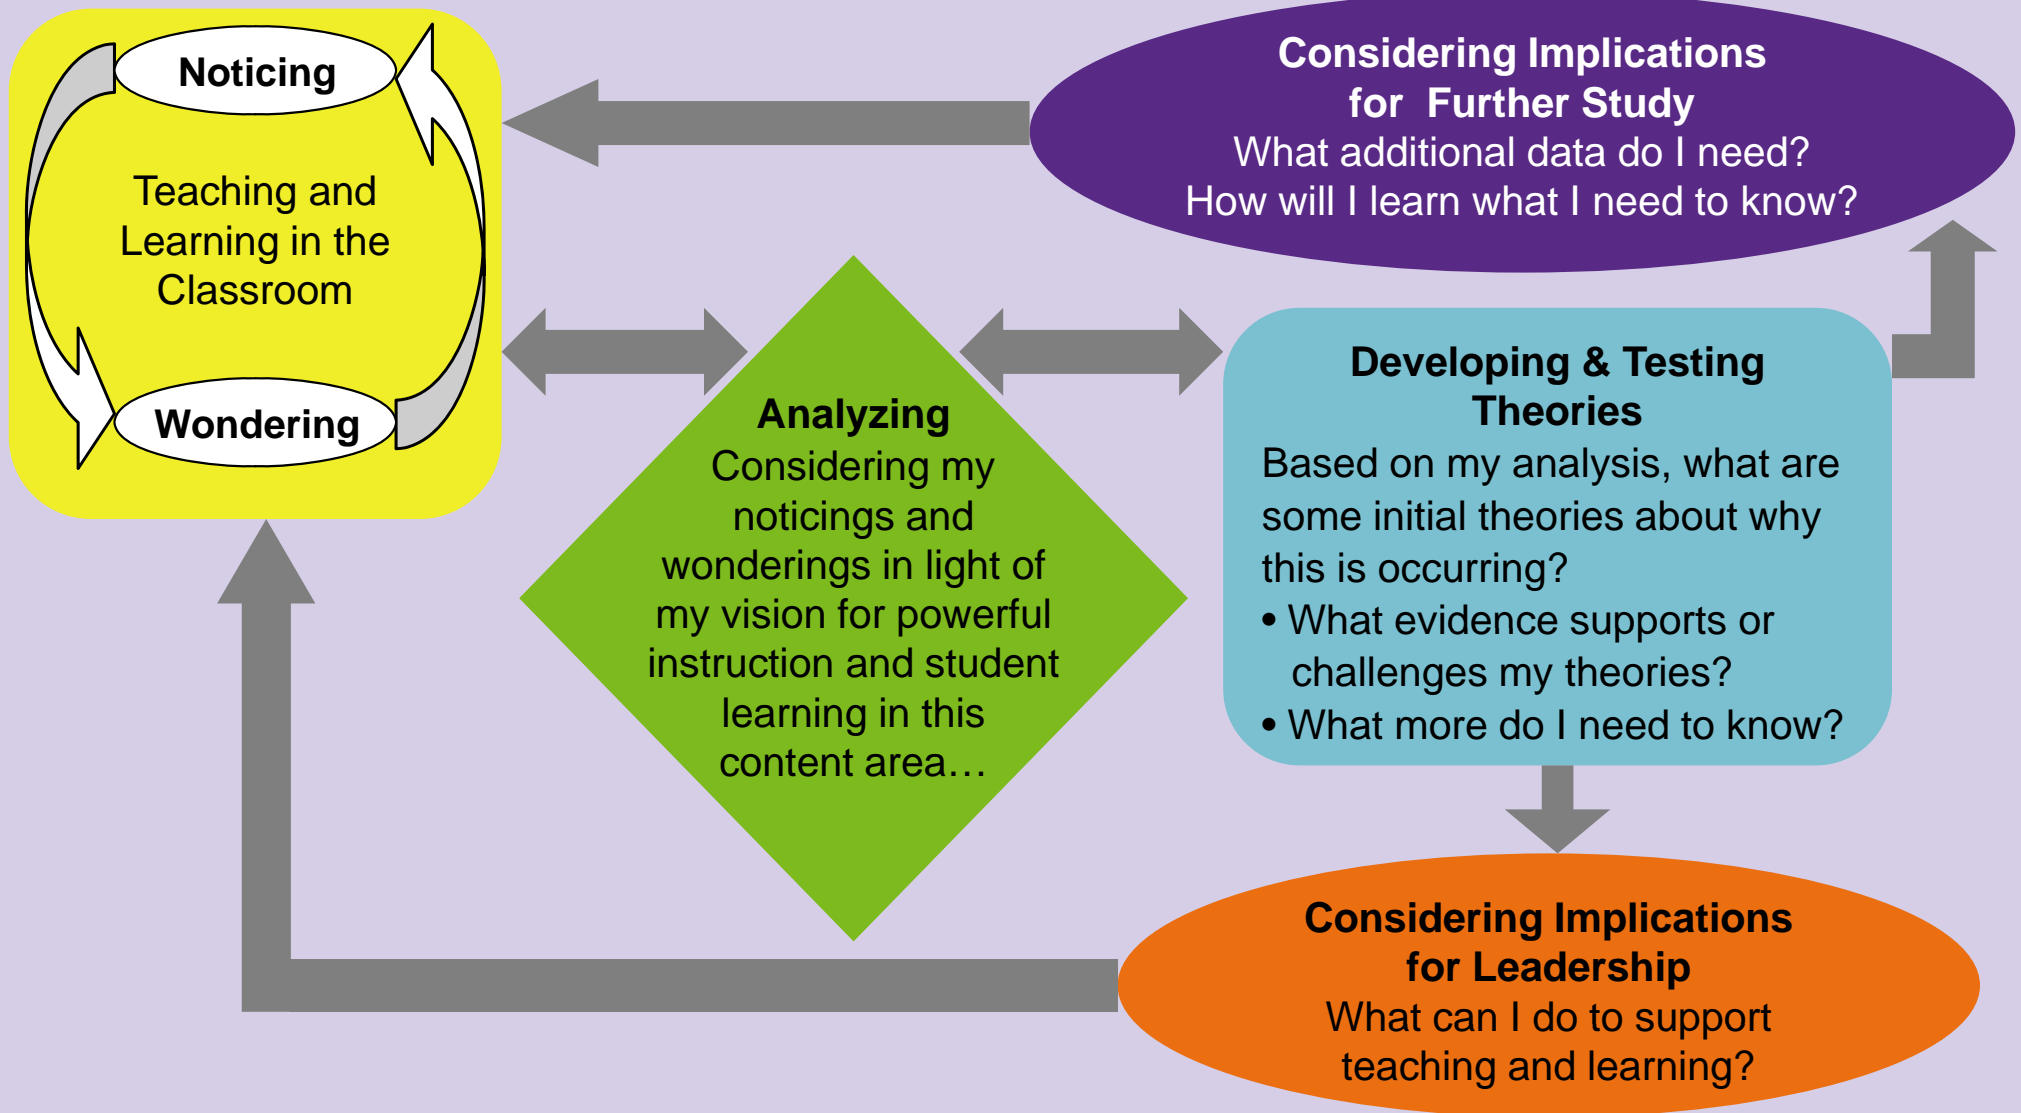 Noticing
Teaching and
Learning in the
Classroom
Wondering
Considering Implications
for Further Study
What additional data do I need?
How will I learn what I need to know?
Analyzing
Considering my
noticings and
wonderings in light of
my vision for powerful
instruction and student
learning in this
content area…
Developing & Testing
Theories
Based on my analysis, what are
some initial theories about why
this is occurring?
• What evidence supports or
challenges my theories?
• What more do I need to know?
Considering Implications
for Leadership
What can I do to support
teaching and learning?